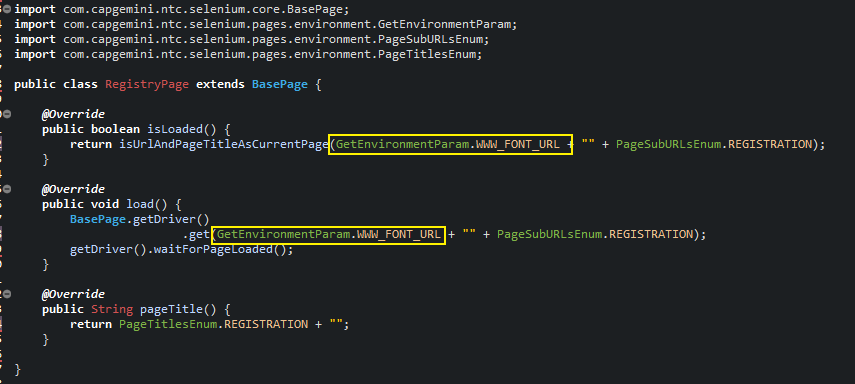 import com.capgemini.ntc.selenium.core.BasePage;
import com.capgemini.ntc.selenium.pages.environment.GetEnvironmentParam;
import com.capgemini.ntc.selenium.pages.environment.PageSubURLsEnum;
import com.capgemini.ntc.selenium.pages.environment.PageTitlesEnum;
public class RegistryPage extends BasePage {
@Override
public boolean isLoaded() {
return isUrlAndPageTitleAsCurrentPage(GetEnvironmentParam.WWW_FONT_URL + "" + PageSubURLsEnum.REGISTRATION);
}
@Override
public void load() {
BasePage.getDriver()
.get(GetEnvironmentParam.WWW_FONT_URL + "" + PageSubURLsEnum.REGISTRATION);
getDriver().waitForPageLoaded();
}
@Override
public String pageTitle() {
return PageTitlesEnum.REGISTRATION + "";
}
}